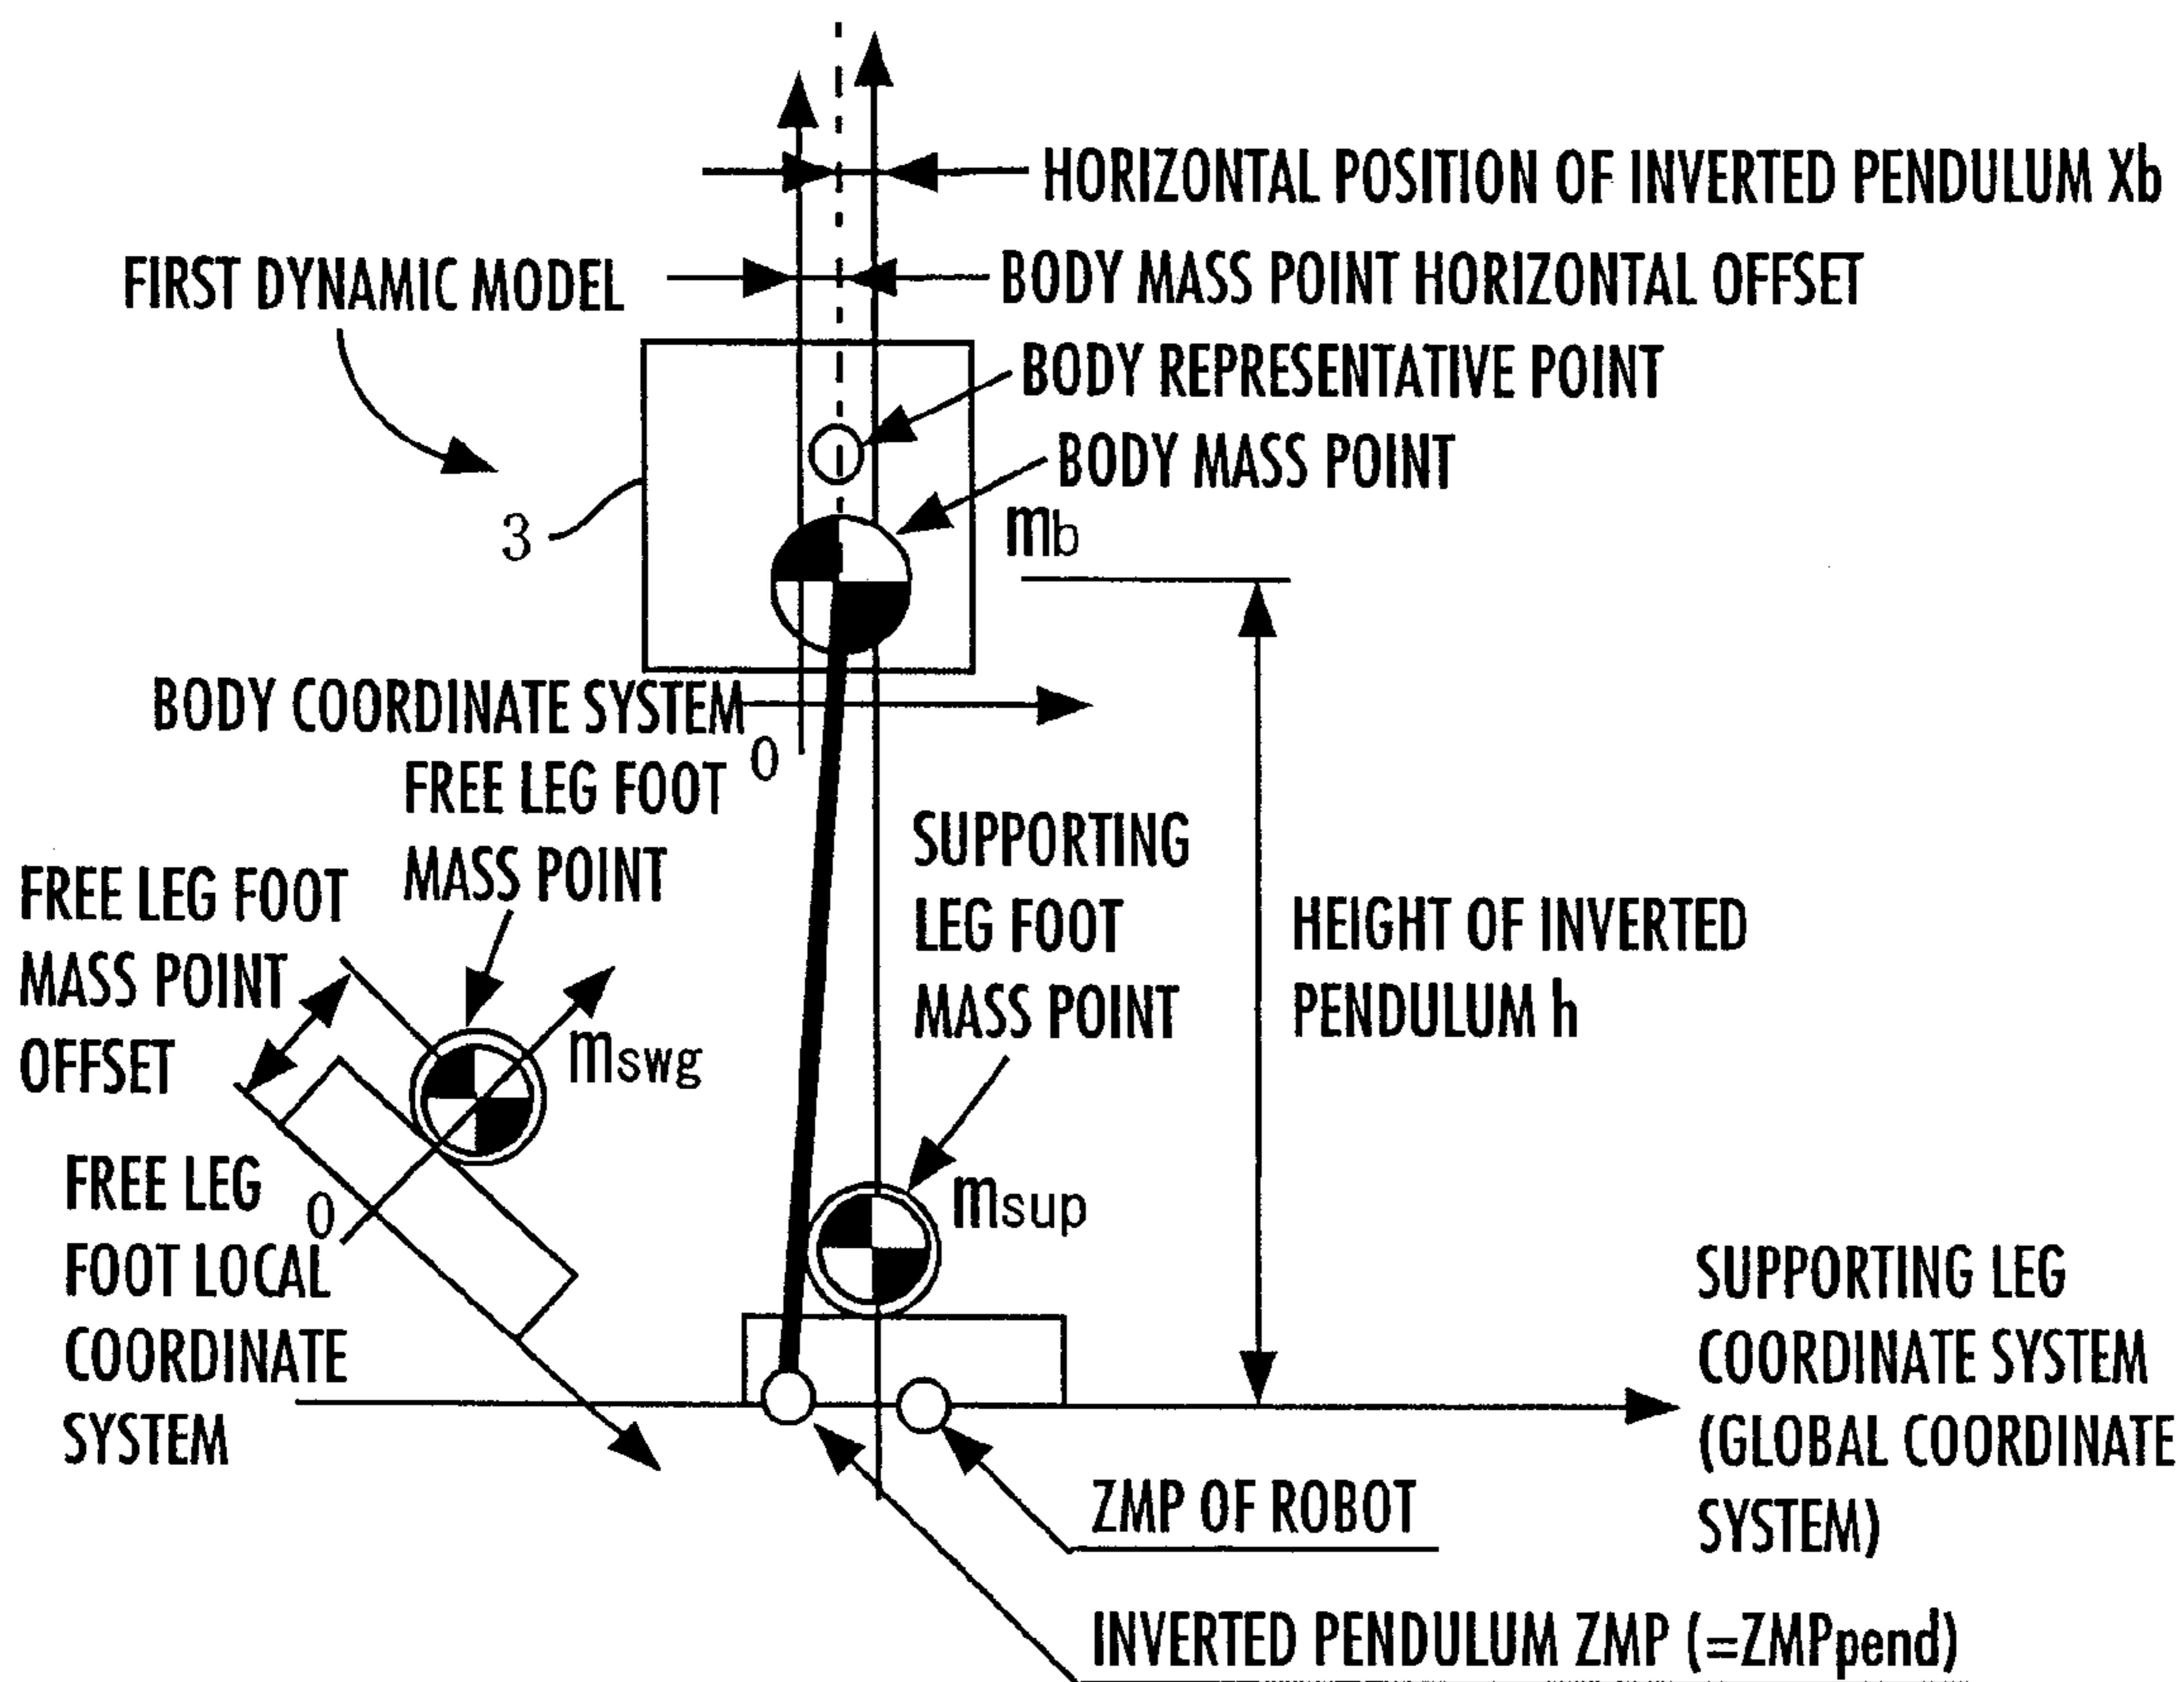 HORIZONTAL POSITION OF INVERTED PENDULUM Xb
FIRST DYNAMIC MODEL
BODY MASS POINT HORIZONTAL OFFSET
BODY REPRESENTATIVE POINT
BODY MASS POINT
mb
3
BODY COORDINATE SYSTEM
0
FREE LEG FOOT
MASS POINT
FREE LEG FOOT
MASS POINT
OFFSET
mswg
SUPPORTING
LEG FOOT
MASS POINT
HEIGHT OF INVERTED
PENDULUM h
FREE LEG
FOOT LOCAL
COORDINATE
SYSTEM
0
msup
SUPPORTING LEG
COORDINATE SYSTEM
(GLOBAL COORDINATE
SYSTEM)
ZMP OF ROBOT
INVERTED PENDULUM ZMP (=ZMPpend)